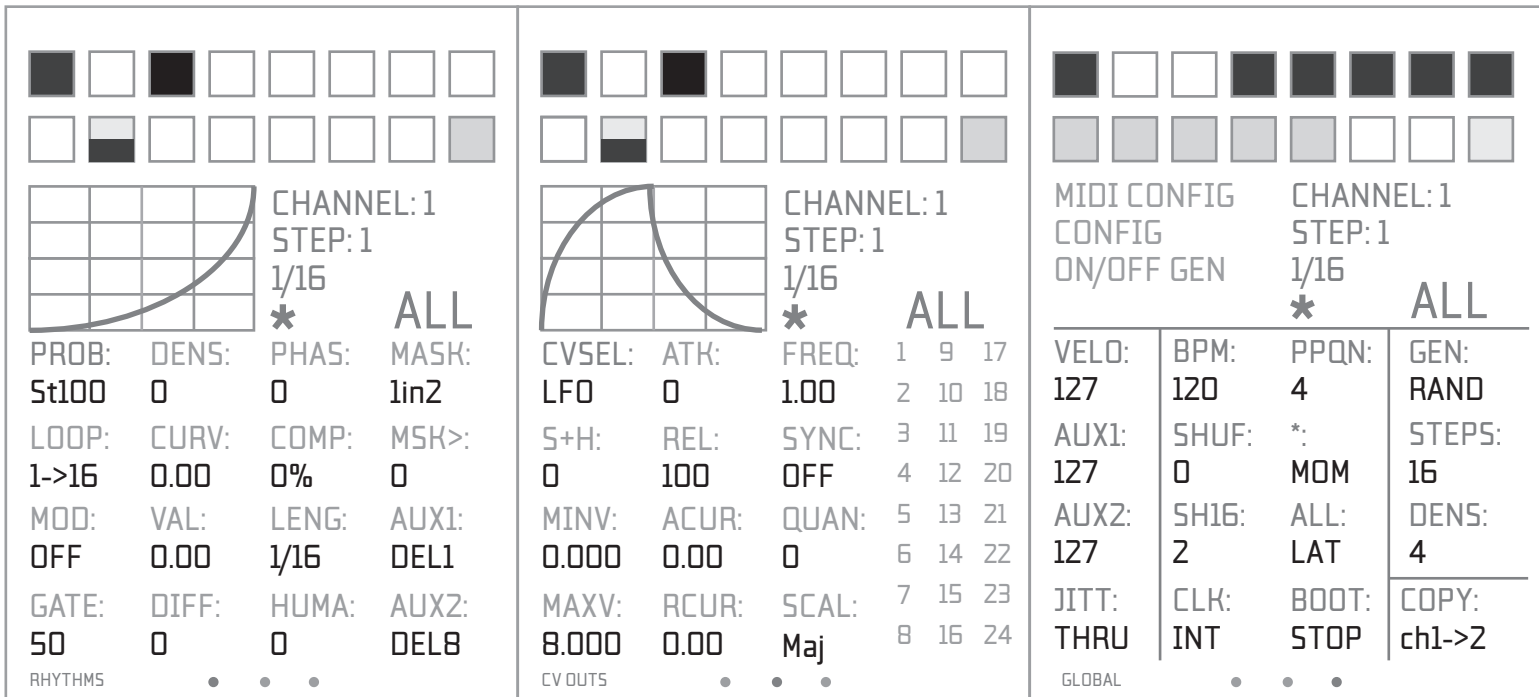 CHANNEL: 1
STEP: 1
1/16
* ALL
PROB: DENS: PHAS: MASK:
St100 0 0 1in2
LOOP: CURV: COMP: MSK>:
1->16 0.00 0% 0
MOD: VAL: LENG: AUX1:
OFF 0.00 1/16 DEL1
GATE: DIFF: HUMA: AUX2:
50 0 0 DEL8
RHYTHMS
CHANNEL: 1
STEP: 1
1/16
* ALL
CVSEL: ATK: FREQ: 1 9 17
LFO 0 1.00 2 10 18
S+H: REL: SYNC: 3 11 19
0 100 OFF 4 12 20
MINV: ACUR: QUAN: 5 13 21
0.000 0.00 0 6 14 22
MAXV: RCUR: SCAL: 7 15 23
8.000 0.00 Maj 8 16 24
CV OUTS
MIDI CONFIG CHANNEL: 1
CONFIG STEP: 1
ON/OFF GEN 1/16
* ALL
VELO: BPM: PPQN: GEN:
127 120 4 RAND
AUX1: SHUF: *: STEPS:
127 0 MOM 16
AUX2: SH16: ALL: DENS:
127 2 LAT 4
JITT: CLK: BOOT: COPY:
THRU INT STOP ch1->2
GLOBAL